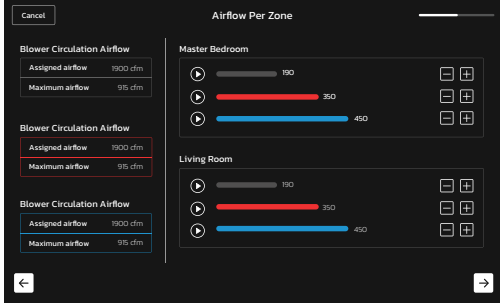 Cancel
Airflow Per Zone
Blower Circulation Airflow
Assigned airflow 1900 cfm
Maximum airflow 915 cfm
Blower Circulation Airflow
Assigned airflow 1900 cfm
Maximum airflow 915 cfm
Blower Circulation Airflow
Assigned airflow 1900 cfm
Maximum airflow 915 cfm
Master Bedroom
190
350
450
Living Room
190
350
450